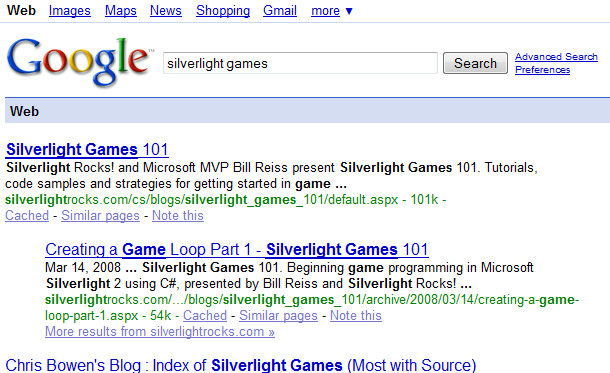 Web Images Maps News Shopping Gmail more ▼
Google™ silverlight games Search Advanced Search
Preferences
Web
Silverlight Games 101
Silverlight Rocks! and Microsoft MVP Bill Reiss present Silverlight Games 101. Tutorials,
code samples and strategies for getting started in game ...
silverlightrocks.com/cs/blogs/silverlight_games_101/default.aspx - 101k -
Cached - Similar pages - Note this
Creating a Game Loop Part 1 - Silverlight Games 101
Mar 14, 2008 ... Silverlight Games 101. Beginning game programming in Microsoft
Silverlight 2 using C#, presented by Bill Reiss and Silverlight Rocks! ...
silverlightrocks.com/.../blogs/silverlight_games_101/archive/2008/03/14/creating-a-game-
loop-part-1.aspx - 54k - Cached - Similar pages - Note this
More results from silverlightrocks.com »
Chris Bowen's Blog : Index of Silverlight Games (Most with Source)